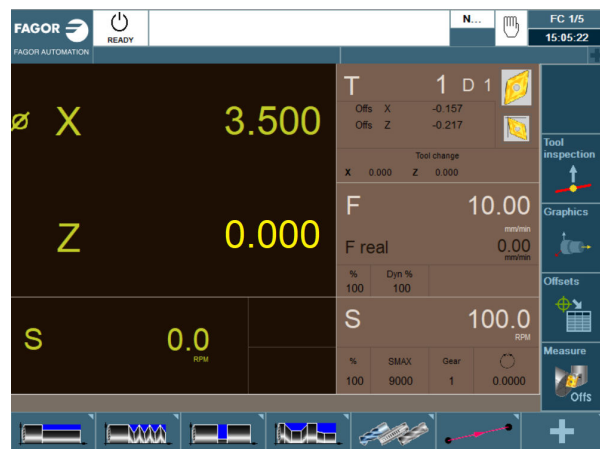 FAGOR
READY
N...
FC 1/5
15:05:22
FAGOR AUTOMATION
T 1 D 1
Offs X -0.157
Offs Z -0.217
Tool change
X 0.000 Z 0.000
ø X 3.500
Z 0.000
F 10.00
mm/min
F real 0.00
mm/min
% Dyn %
100 100
S 0.0
RPM
S 100.0
RPM
% SMAX Gear
100 9000 1 0.0000
Tool
inspection
Graphics
Offsets
Measure
Offs